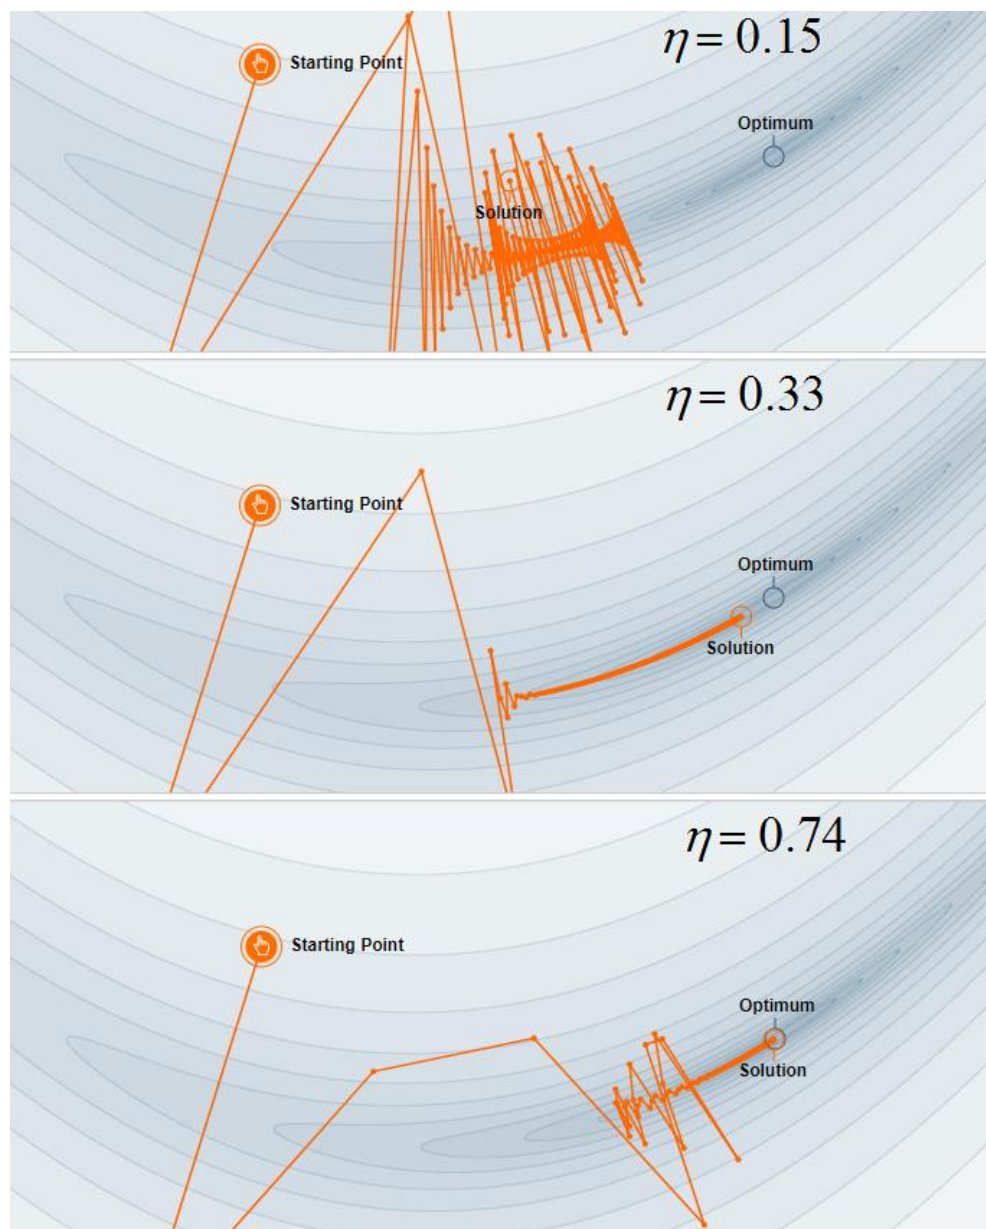 η = 0.15
Starting Point
Optimum
Solution
η = 0.33
Starting Point
Optimum
Solution
η = 0.74
Starting Point
Optimum
Solution